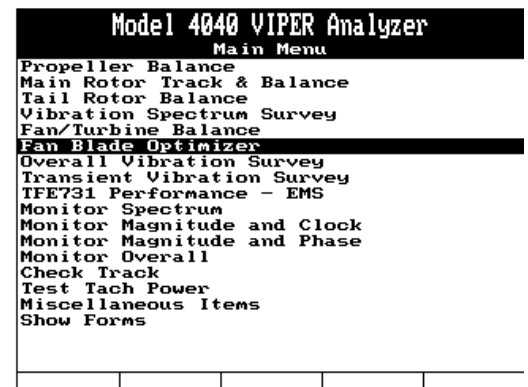 Model 4040 VIPER Analyzer
Main Menu
Propeller Balance
Main Rotor Track & Balance
Tail Rotor Balance
Vibration Spectrum Survey
Fan/Turbine Balance
Fan Blade Optimizer
Overall Vibration Survey
Transient Vibration Survey
TFE731 Performance - EMS
Monitor Spectrum
Monitor Magnitude and Clock
Monitor Magnitude and Phase
Monitor Overall
Check Track
Test Tach Power
Miscellaneous Items
Show Forms